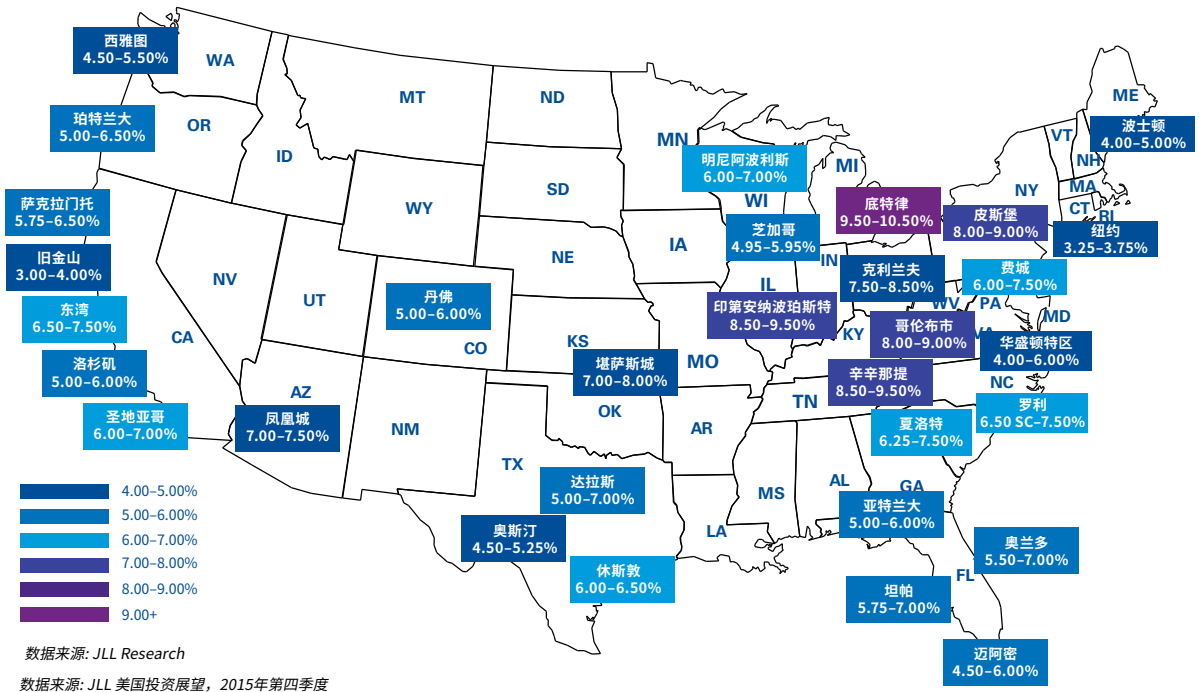 西雅图
4.50–5.50%
WA
MT
ND
MN
ME
珀特兰大
5.00–6.50%
OR
ID
VT
波士顿
4.00–5.00%
NH
明尼阿波利斯
6.00–7.00%
MI
WI
SD
WY
NY
MA
CT
RI
萨克拉门托
5.75–6.50%
底特律
9.50–10.50%
皮斯堡
8.00–9.00%
纽约
3.25–3.75%
芝加哥
4.95–5.95%
IA
NE
旧金山
3.00–4.00%
IN
克利兰夫
7.50–8.50%
费城
6.00–7.50%
NV
UT
丹佛
5.00–6.00%
IL
东湾
6.50–7.50%
印第安纳波珀斯特
8.50–9.50%
WV
PA
MD
VA
哥伦布市
8.00–9.00%
KY
CA
CO
KS
华盛顿特区
4.00–6.00%
洛杉矶
5.00–6.00%
堪萨斯城
7.00–8.00%
MO
辛辛那提
8.50–9.50%
NC
AZ
圣地亚哥
6.00–7.00%
凤凰城
7.00–7.50%
NM
OK
AR
TN
夏洛特
6.25–7.50%
罗利
6.50 SC–7.50%
TX
达拉斯
5.00–7.00%
MS
AL
GA
亚特兰大
5.00–6.00%
奥斯汀
4.50–5.25%
LA
奥兰多
5.50–7.00%
休斯敦
6.00–6.50%
FL
坦帕
5.75–7.00%
迈阿密
4.50–6.00%
4.00–5.00%
5.00–6.00%
6.00–7.00%
7.00–8.00%
8.00–9.00%
9.00+
数据来源: JLL Research
数据来源: JLL 美国投资展望，2015年第四季度